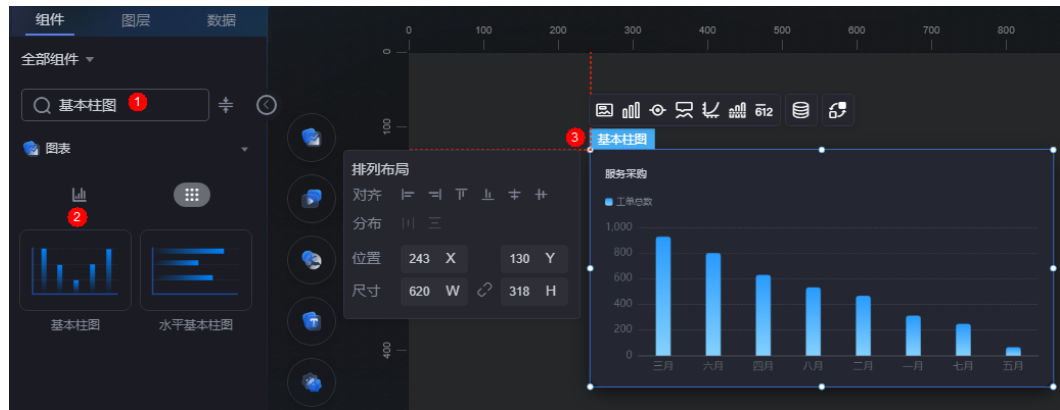 组件 图层 数据
全部组件
基本柱图 1
图表
2
基本柱图 水平基本柱图
0 100 200 300 400 500 600 700 800
0
100
400
排列布局
对齐
分布
位置 243 X 130 Y
尺寸 620 W 318 H
612
3 基本柱图
服务采购
工单总数
1,000
800
600
400
200
0
三月 六月 四月 八月 二月 一月 七月 五月